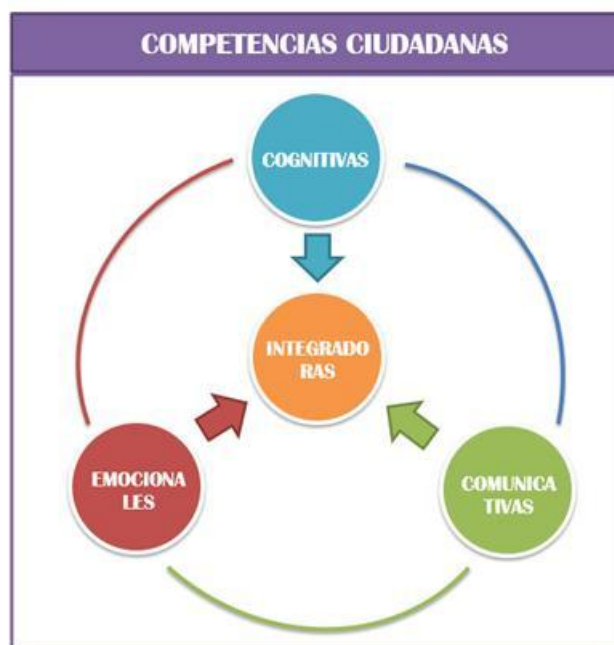 COMPETENCIAS CIUDADANAS
COGNITIVAS
INTEGRADO
RAS
EMOCIONA
LES
COMUNICA
TIVAS